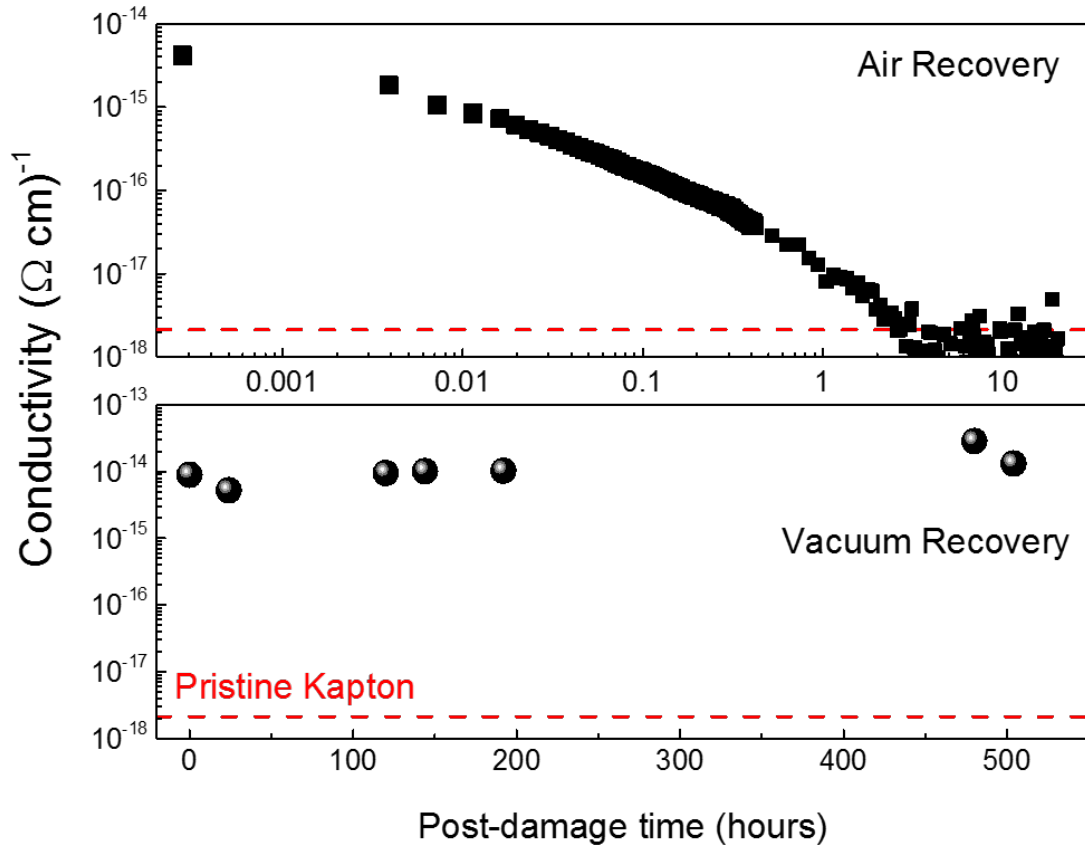 Conductivity (Ω cm)⁻¹
10⁻¹⁴
10⁻¹⁵
10⁻¹⁶
10⁻¹⁷
10⁻¹⁸
Air Recovery
0.001 0.01 0.1 1 10
10⁻¹³
10⁻¹⁴
10⁻¹⁵
10⁻¹⁶
10⁻¹⁷
10⁻¹⁸
Vacuum Recovery
Pristine Kapton
0 100 200 300 400 500
Post-damage time (hours)